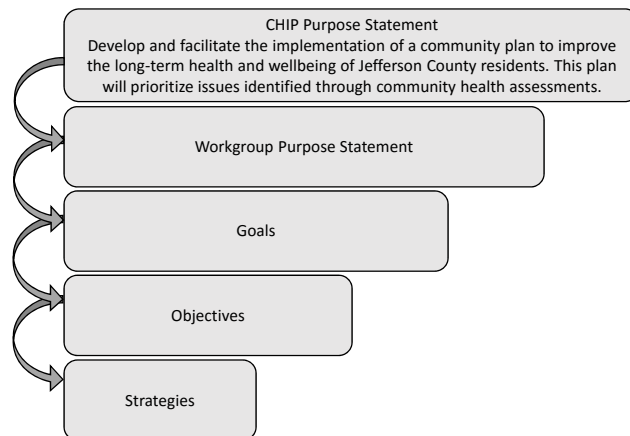 CHIP Purpose Statement
Develop and facilitate the implementation of a community plan to improve
the long-term health and wellbeing of Jefferson County residents. This plan
will prioritize issues identified through community health assessments.
Workgroup Purpose Statement
Goals
Objectives
Strategies